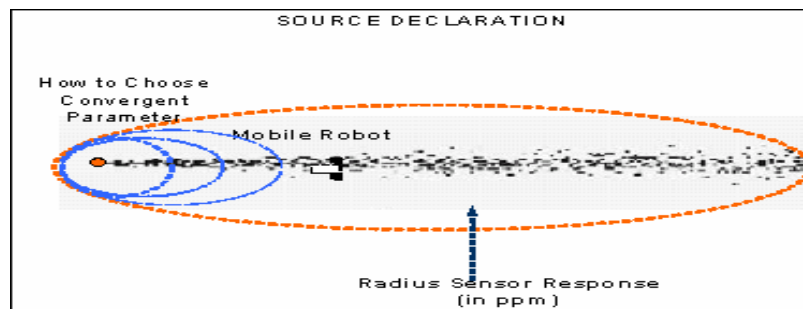 SOURCE DECLARATION
How to Choose
Convergent
Parameter
Mobile Robot
Radius Sensor Response
(in ppm)